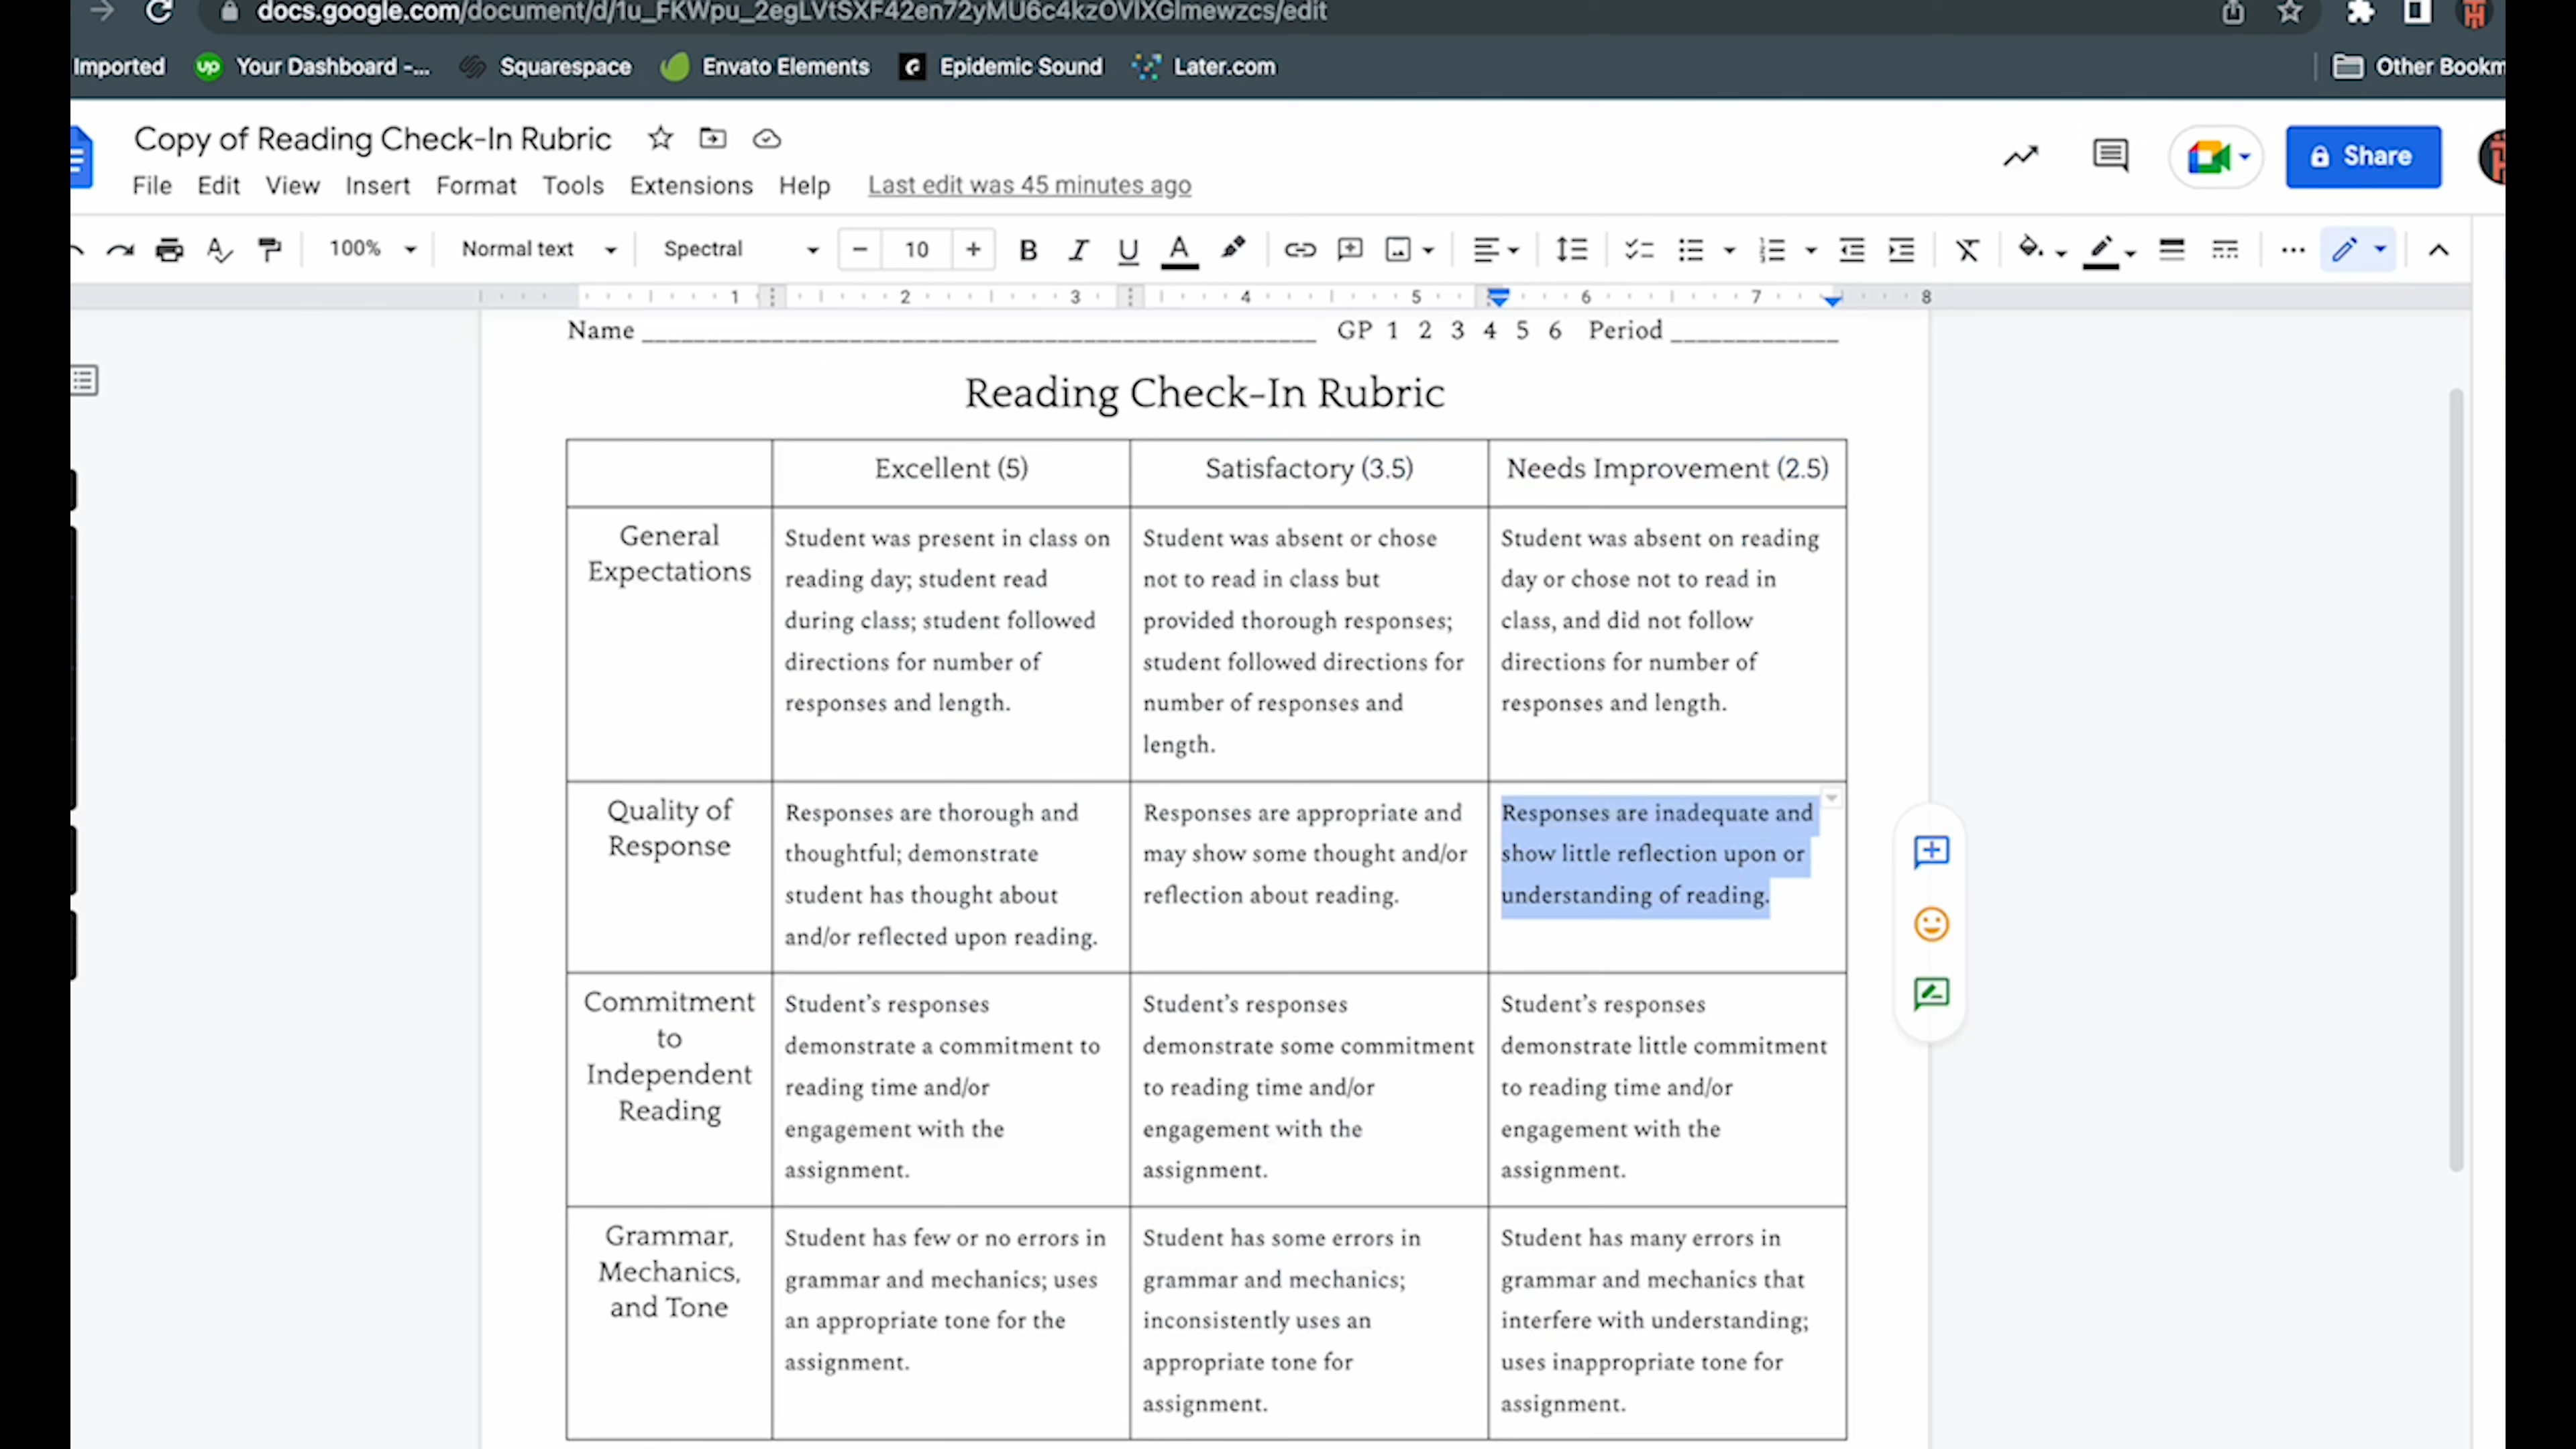 docs.google.com/document/d/1u_FKWpu_2egLVtSXF42en72yMU6c4kzOVIXGImewzcs/edit
Imported Your Dashboard -... Squarespace Envato Elements Epidemic Sound Later.com Other Bookm
Copy of Reading Check-In Rubric
File Edit View Insert Format Tools Extensions Help Last edit was 45 minutes ago
Share
100% Normal text Spectral 10
1 2 3 4 5 6 7 8
Name ____________________ GP 1 2 3 4 5 6 Period __________
Reading Check-In Rubric
Excellent (5) Satisfactory (3.5) Needs Improvement (2.5)
General
Expectations
Student was present in class on
reading day; student read
during class; student followed
directions for number of
responses and length.
Student was absent or chose
not to read in class but
provided thorough responses;
student followed directions for
number of responses and
length.
Student was absent on reading
day or chose not to read in
class, and did not follow
directions for number of
responses and length.
Quality of
Response
Responses are thorough and
thoughtful; demonstrate
student has thought about
and/or reflected upon reading.
Responses are appropriate and
may show some thought and/or
reflection about reading.
Responses are inadequate and
show little reflection upon or
understanding of reading.
Commitment
to
Independent
Reading
Student’s responses
demonstrate a commitment to
reading time and/or
engagement with the
assignment.
Student’s responses
demonstrate some commitment
to reading time and/or
engagement with the
assignment.
Student’s responses
demonstrate little commitment
to reading time and/or
engagement with the
assignment.
Grammar,
Mechanics,
and Tone
Student has few or no errors in
grammar and mechanics; uses
an appropriate tone for the
assignment.
Student has some errors in
grammar and mechanics;
inconsistently uses an
appropriate tone for
assignment.
Student has many errors in
grammar and mechanics that
interfere with understanding;
uses inappropriate tone for
assignment.